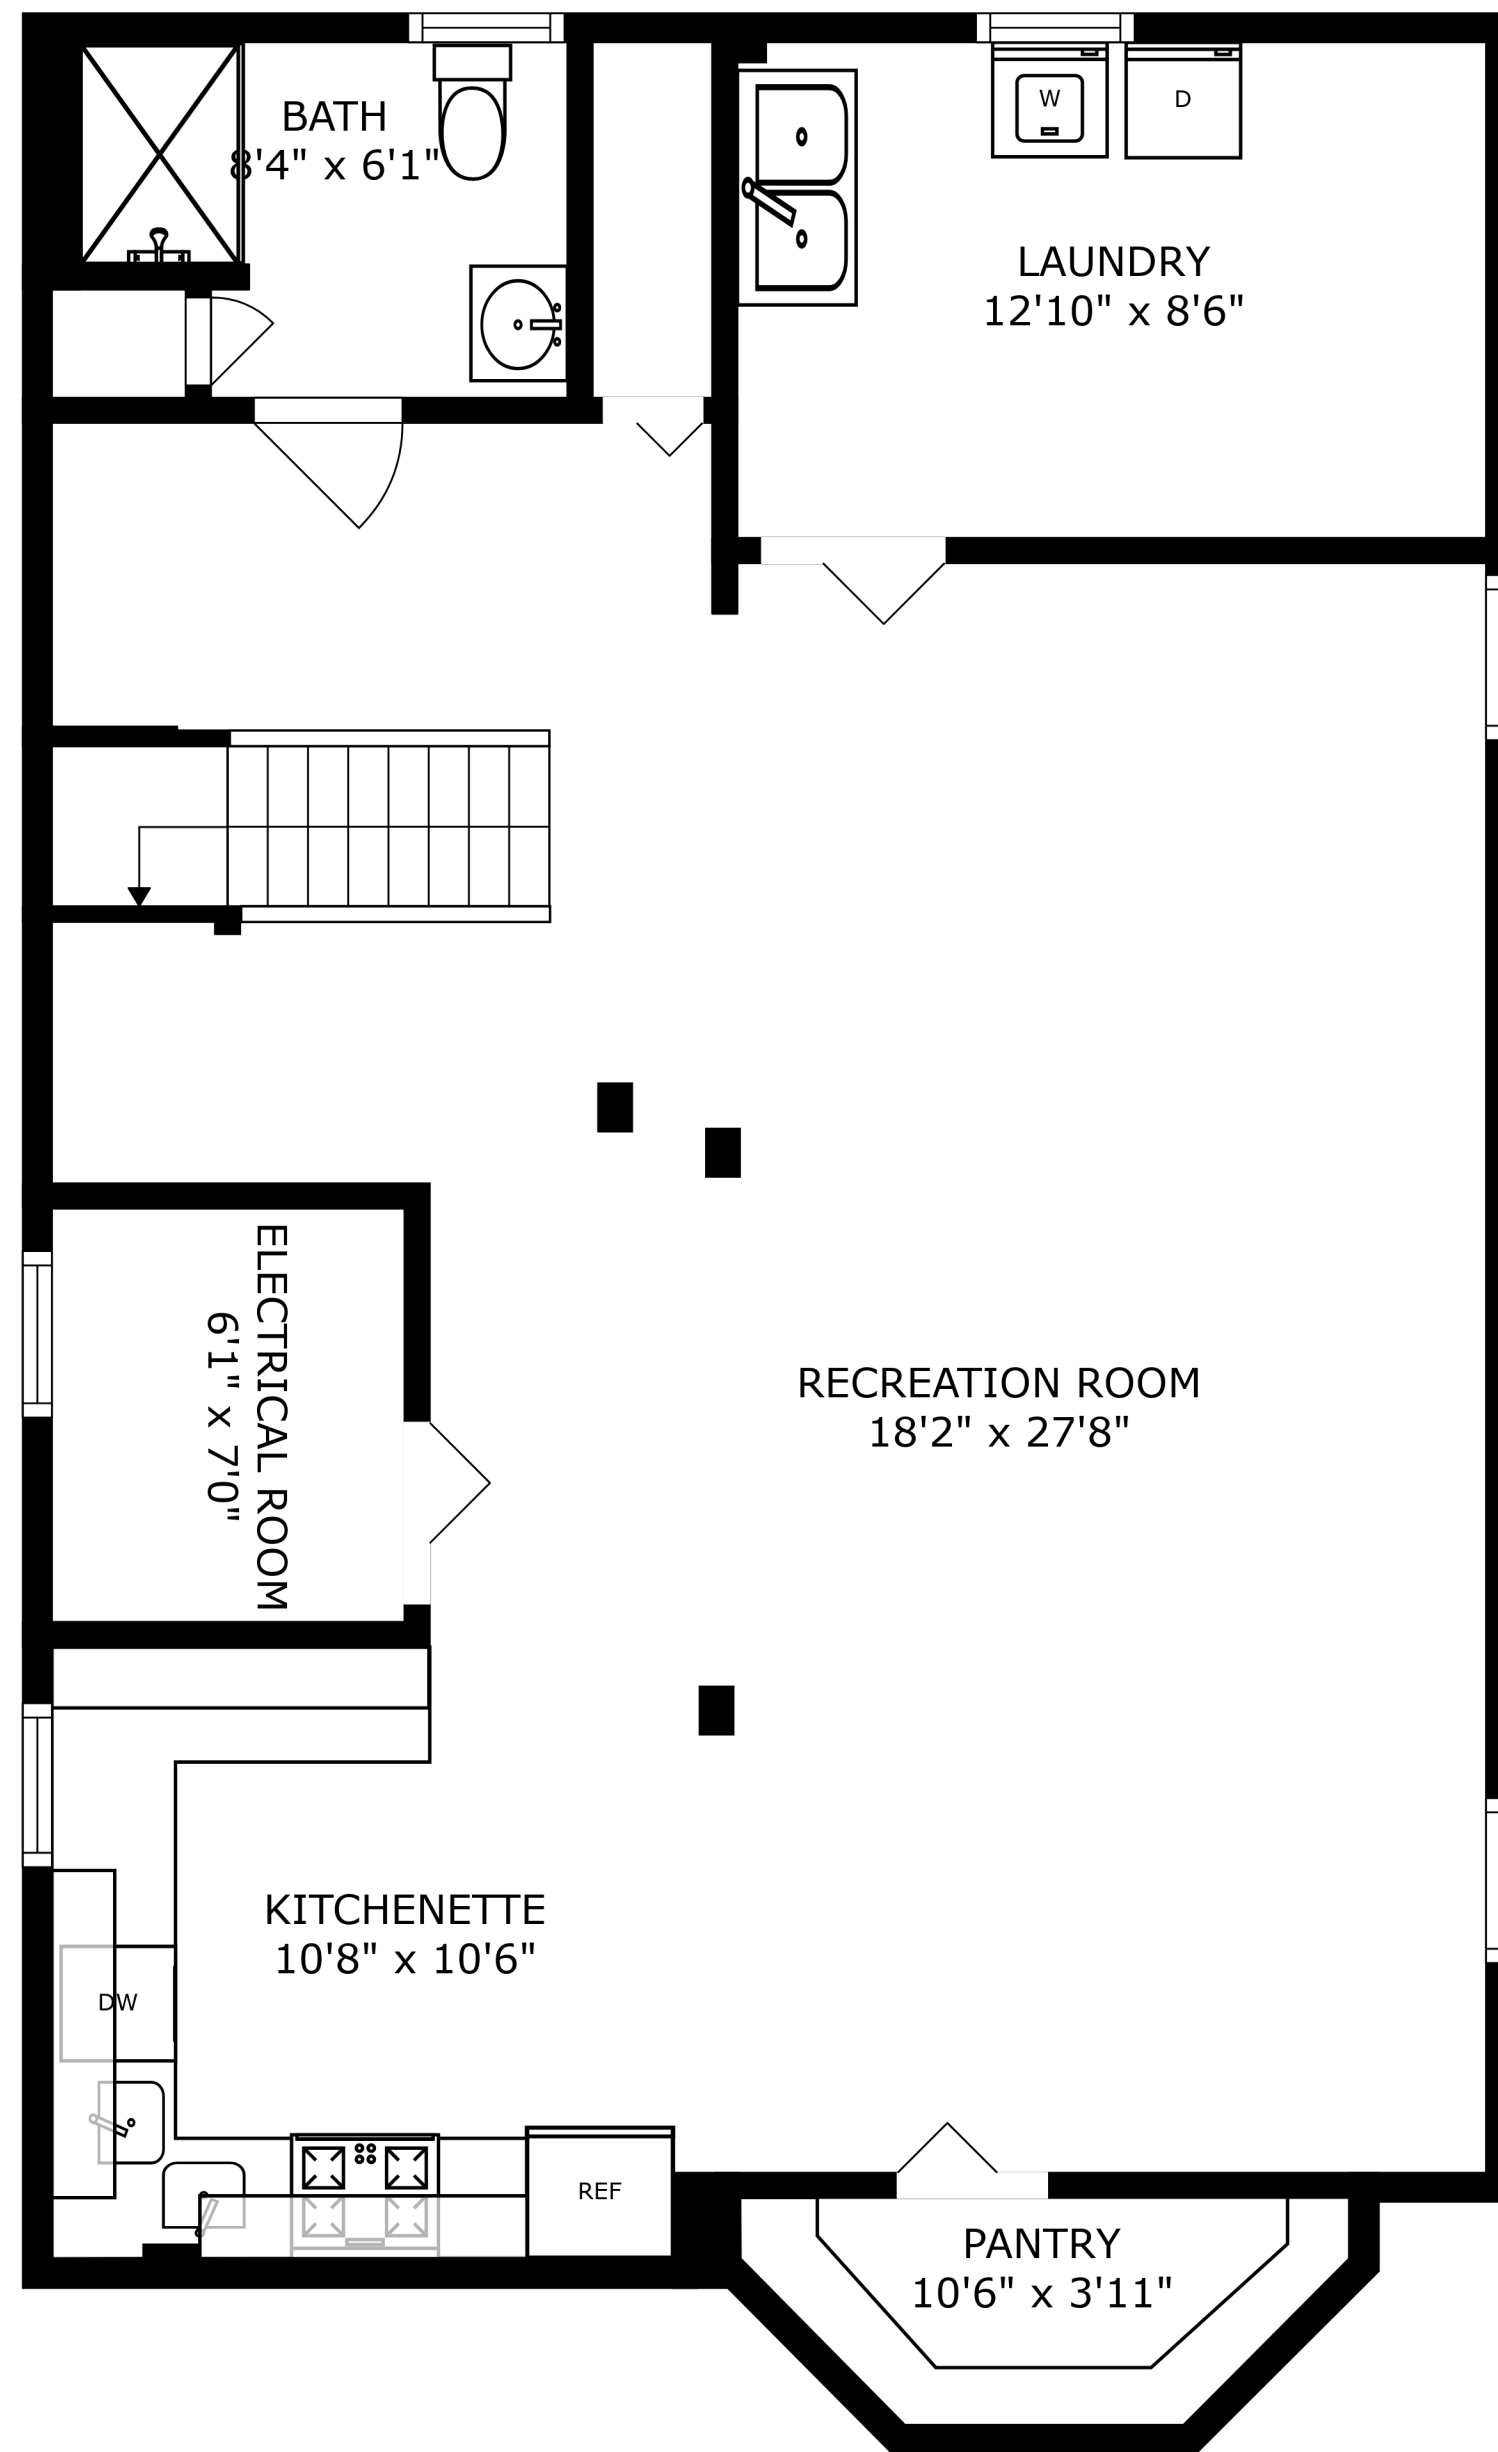 BATH
8'4" x 6'1"
W
D
LAUNDRY
12'10" x 8'6"
ELECTRICAL ROOM
6'1" x 7'0"
RECREATION ROOM
18'2" x 27'8"
KITCHENETTE
10'8" x 10'6"
DW
REF
PANTRY
10'6" x 3'11"